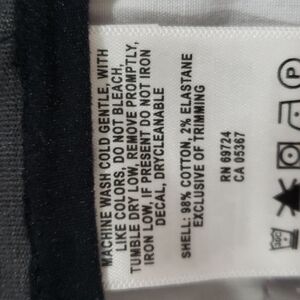 MACHINE WASH COLD GENTLE, WITH
LIKE COLORS, DO NOT BLEACH,
TUMBLE DRY LOW, REMOVE PROMPTLY,
IRON LOW, IF PRESENT DO NOT IRON
DECAL, DRYCLEANABLE
SHELL: 98% COTTON, 2% ELASTANE
EXCLUSIVE OF TRIMMING
RN 69724
CA 05367
P